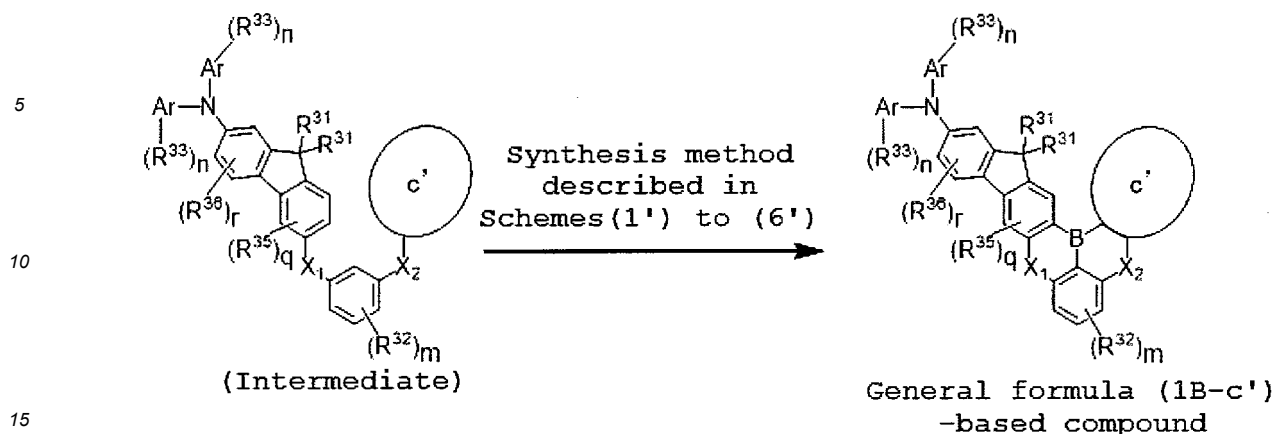 (R³³)n
Ar
5
Ar—N
(R³³)n
R³¹
R³¹
(R³⁶)r
(R³⁵)q
X₁
X₂
c'
(R³²)m
(Intermediate)
Synthesis method
described in
Schemes(1') to (6')
10
(R³³)n
Ar
Ar—N
(R³³)n
R³¹
R³¹
(R³⁶)r
(R³⁵)q
B
X₁
X₂
c'
(R³²)m
General formula (1B-c')
-based compound
15